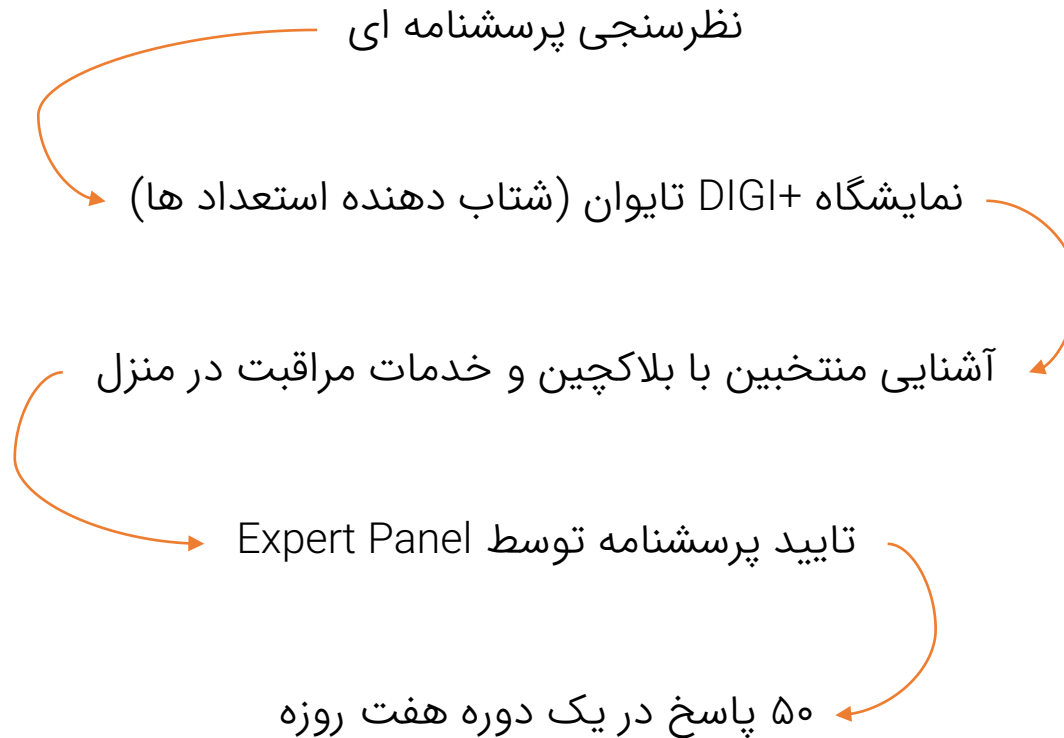 نظرسنجی پرسشنامه ای
نمایشگاه DIGI+ تایوان (شتاب دهنده استعداد ها)
آشنایی منتخبین با بلاکچین و خدمات مراقبت در منزل
تایید پرسشنامه توسط Expert Panel
۵۰ پاسخ در یک دوره هفت روزه